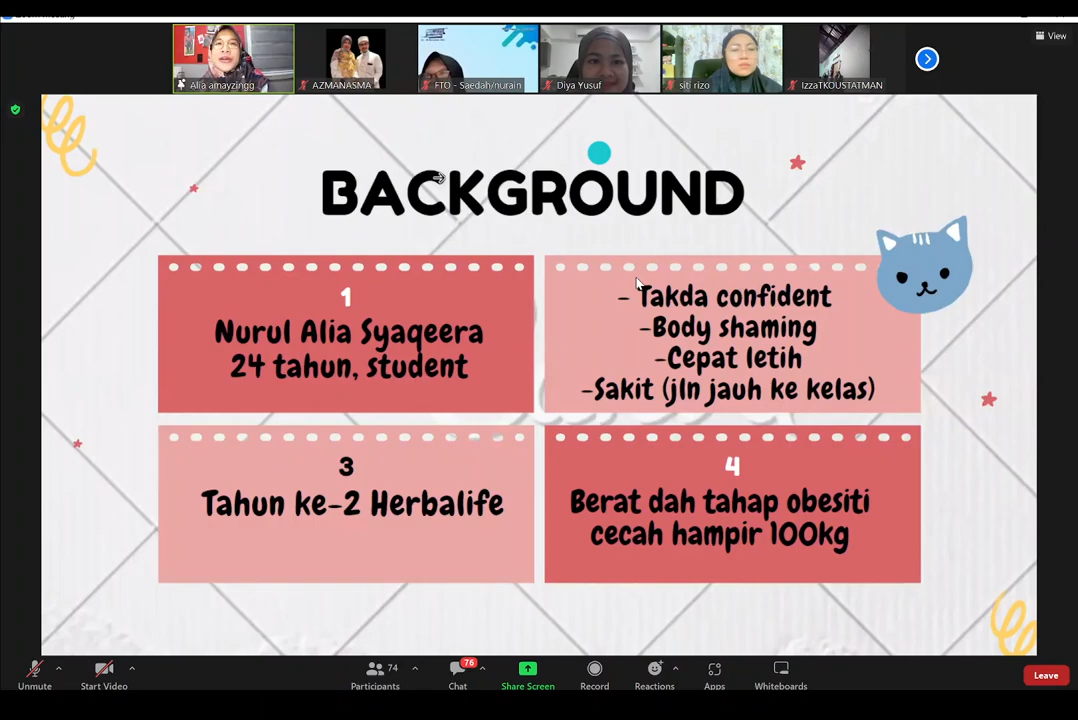 Zoom Meeting
View
Alia amayzingg
AZMANASMA
FTO - Saedah/nurain
Diya Yusuf
siti rizo
IzzaTKOUSTATMAN
BACKGROUND
1
Nurul Alia Syaqeera
24 tahun, student
- Takda confident
-Body shaming
-Cepat letih
-Sakit (jln jauh ke kelas)
3
Tahun ke-2 Herbalife
4
Berat dah tahap obesiti
cecah hampir 100kg
Unmute
Start Video
74
Participants
76
Chat
Share Screen
Record
Reactions
Apps
Whiteboards
Leave